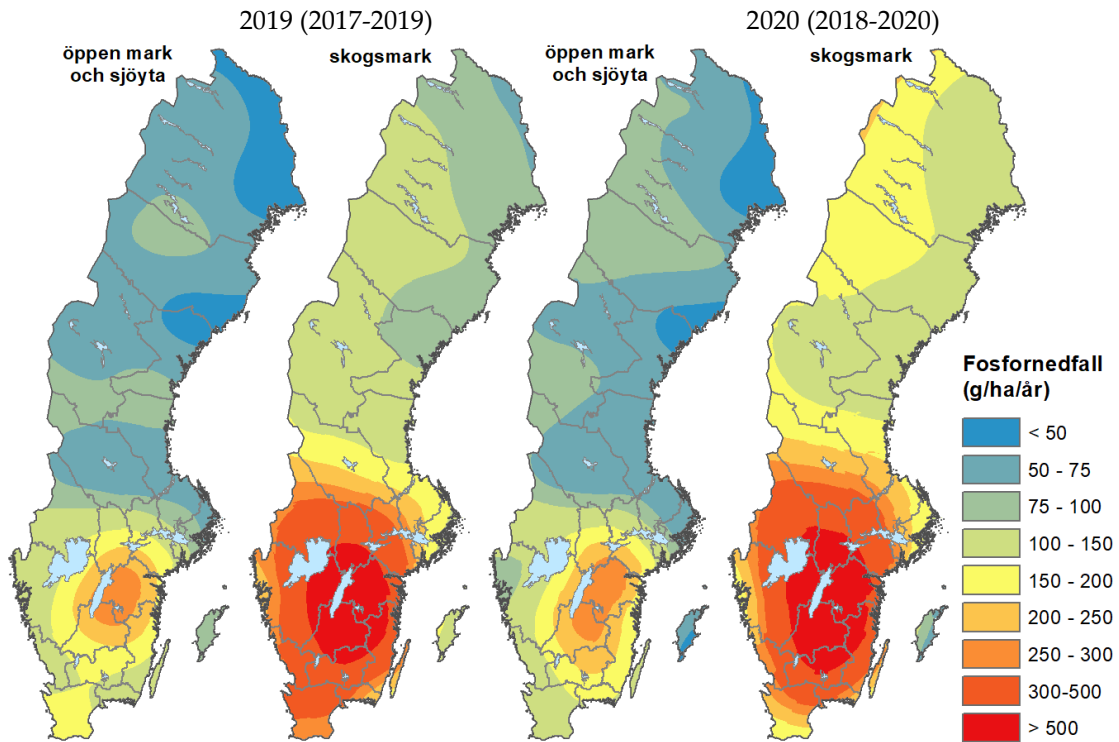 2019 (2017-2019)
2020 (2018-2020)
öppen mark
och sjöyta
skogsmark
öppen mark
och sjöyta
skogsmark
Fosfornedfall
(g/ha/år)
< 50
50 - 75
75 - 100
100 - 150
150 - 200
200 - 250
250 - 300
300-500
> 500